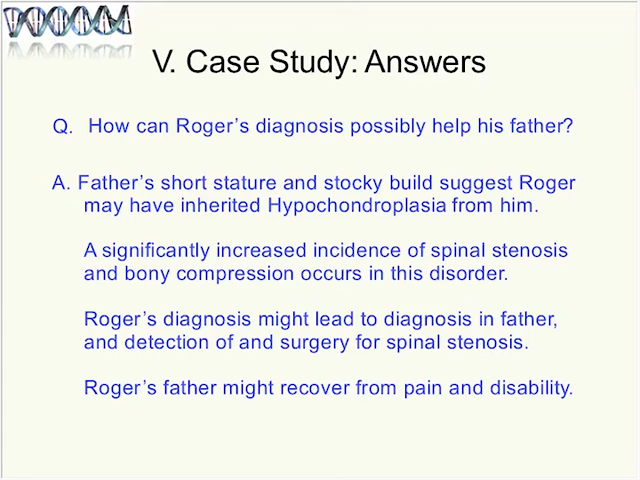 V. Case Study: Answers
Q. How can Roger's diagnosis possibly help his father?
A. Father's short stature and stocky build suggest Roger
may have inherited Hypochondroplasia from him.
A significantly increased incidence of spinal stenosis
and bony compression occurs in this disorder.
Roger's diagnosis might lead to diagnosis in father,
and detection of and surgery for spinal stenosis.
Roger's father might recover from pain and disability.